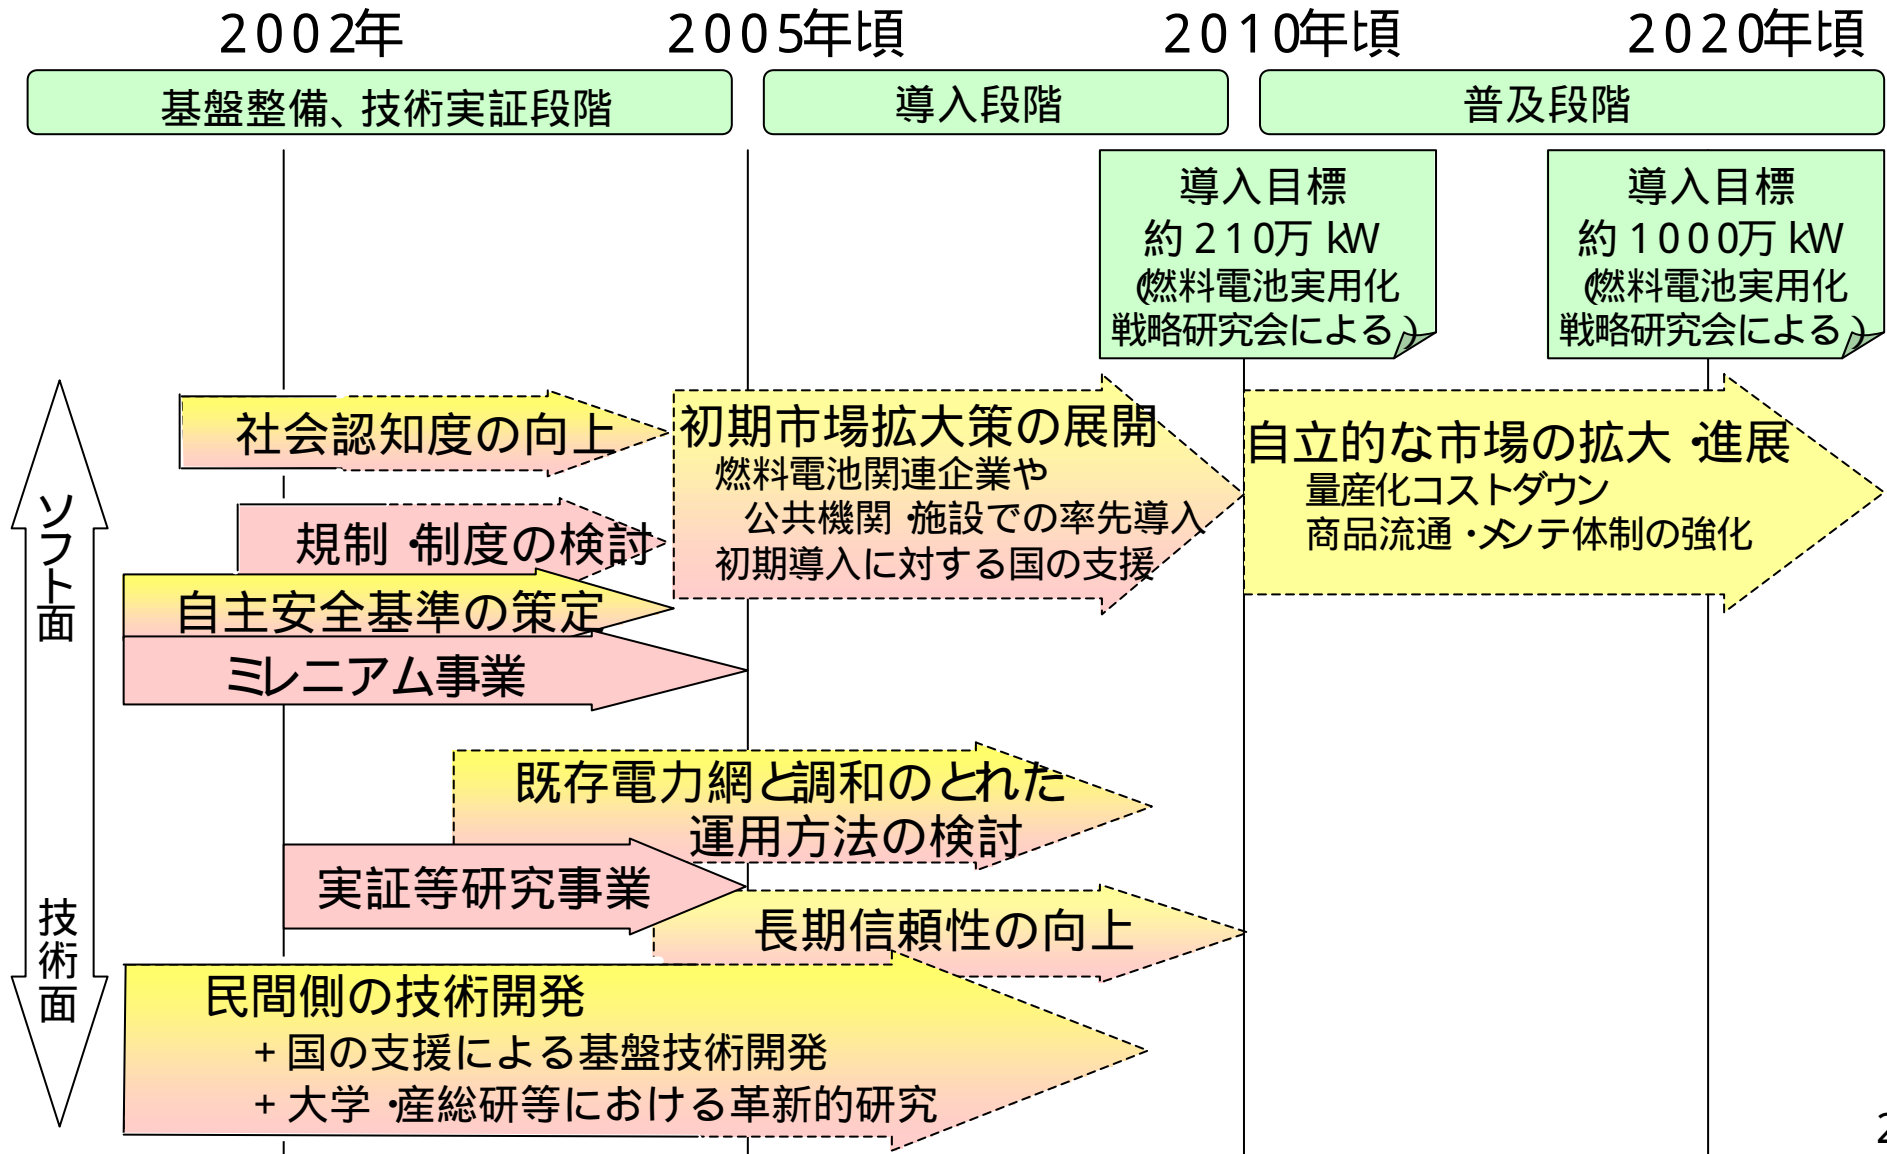 2002年
2005年頃
2010年頃
2020年頃
基盤整備、技術実証段階
導入段階
普及段階
導入目標
約210万kW
(燃料電池実用化
戦略研究会による)
導入目標
約1000万kW
(燃料電池実用化
戦略研究会による)
社会認知度の向上
規制・制度の検討
自主安全基準の策定
ミレニアム事業
初期市場拡大策の展開
燃料電池関連企業や
公共機関・施設での率先導入
初期導入に対する国の支援
自立的な市場の拡大・進展
量産化コストダウン
商品流通・メンテ体制の強化
ソフト面
技術面
既存電力網と調和のとれた
運用方法の検討
実証等研究事業
長期信頼性の向上
民間側の技術開発
+国の支援による基盤技術開発
+大学・産総研等における革新的研究